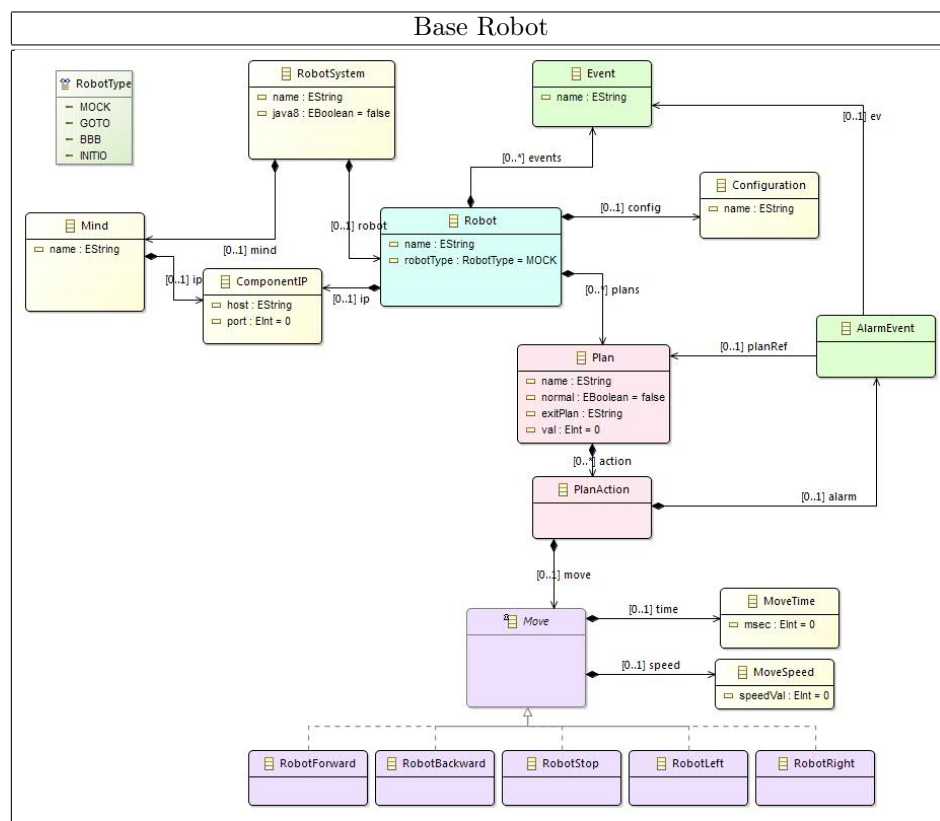 Base Robot
RobotType
MOCK
GOTO
BBB
INITIO
RobotSystem
name : EString
java8 : EBoolean = false
Event
name : EString
[0..1] ev
[0..*] events
Configuration
name : EString
[0..1] config
Mind
name : EString
[0..1] mind
[0..1] robot
Robot
name : EString
robotType : RobotType = MOCK
[0..1] ip
ComponentIP
host : EString
port : EInt = 0
[0..1] ip
[0..*] plans
AlarmEvent
[0..1] planRef
Plan
name : EString
normal : EBoolean = false
exitPlan : EString
val : EInt = 0
[0..*] action
PlanAction
[0..1] alarm
[0..1] move
Move
[0..1] time
MoveTime
msec : EInt = 0
[0..1] speed
MoveSpeed
speedVal : EInt = 0
RobotForward
RobotBackward
RobotStop
RobotLeft
RobotRight